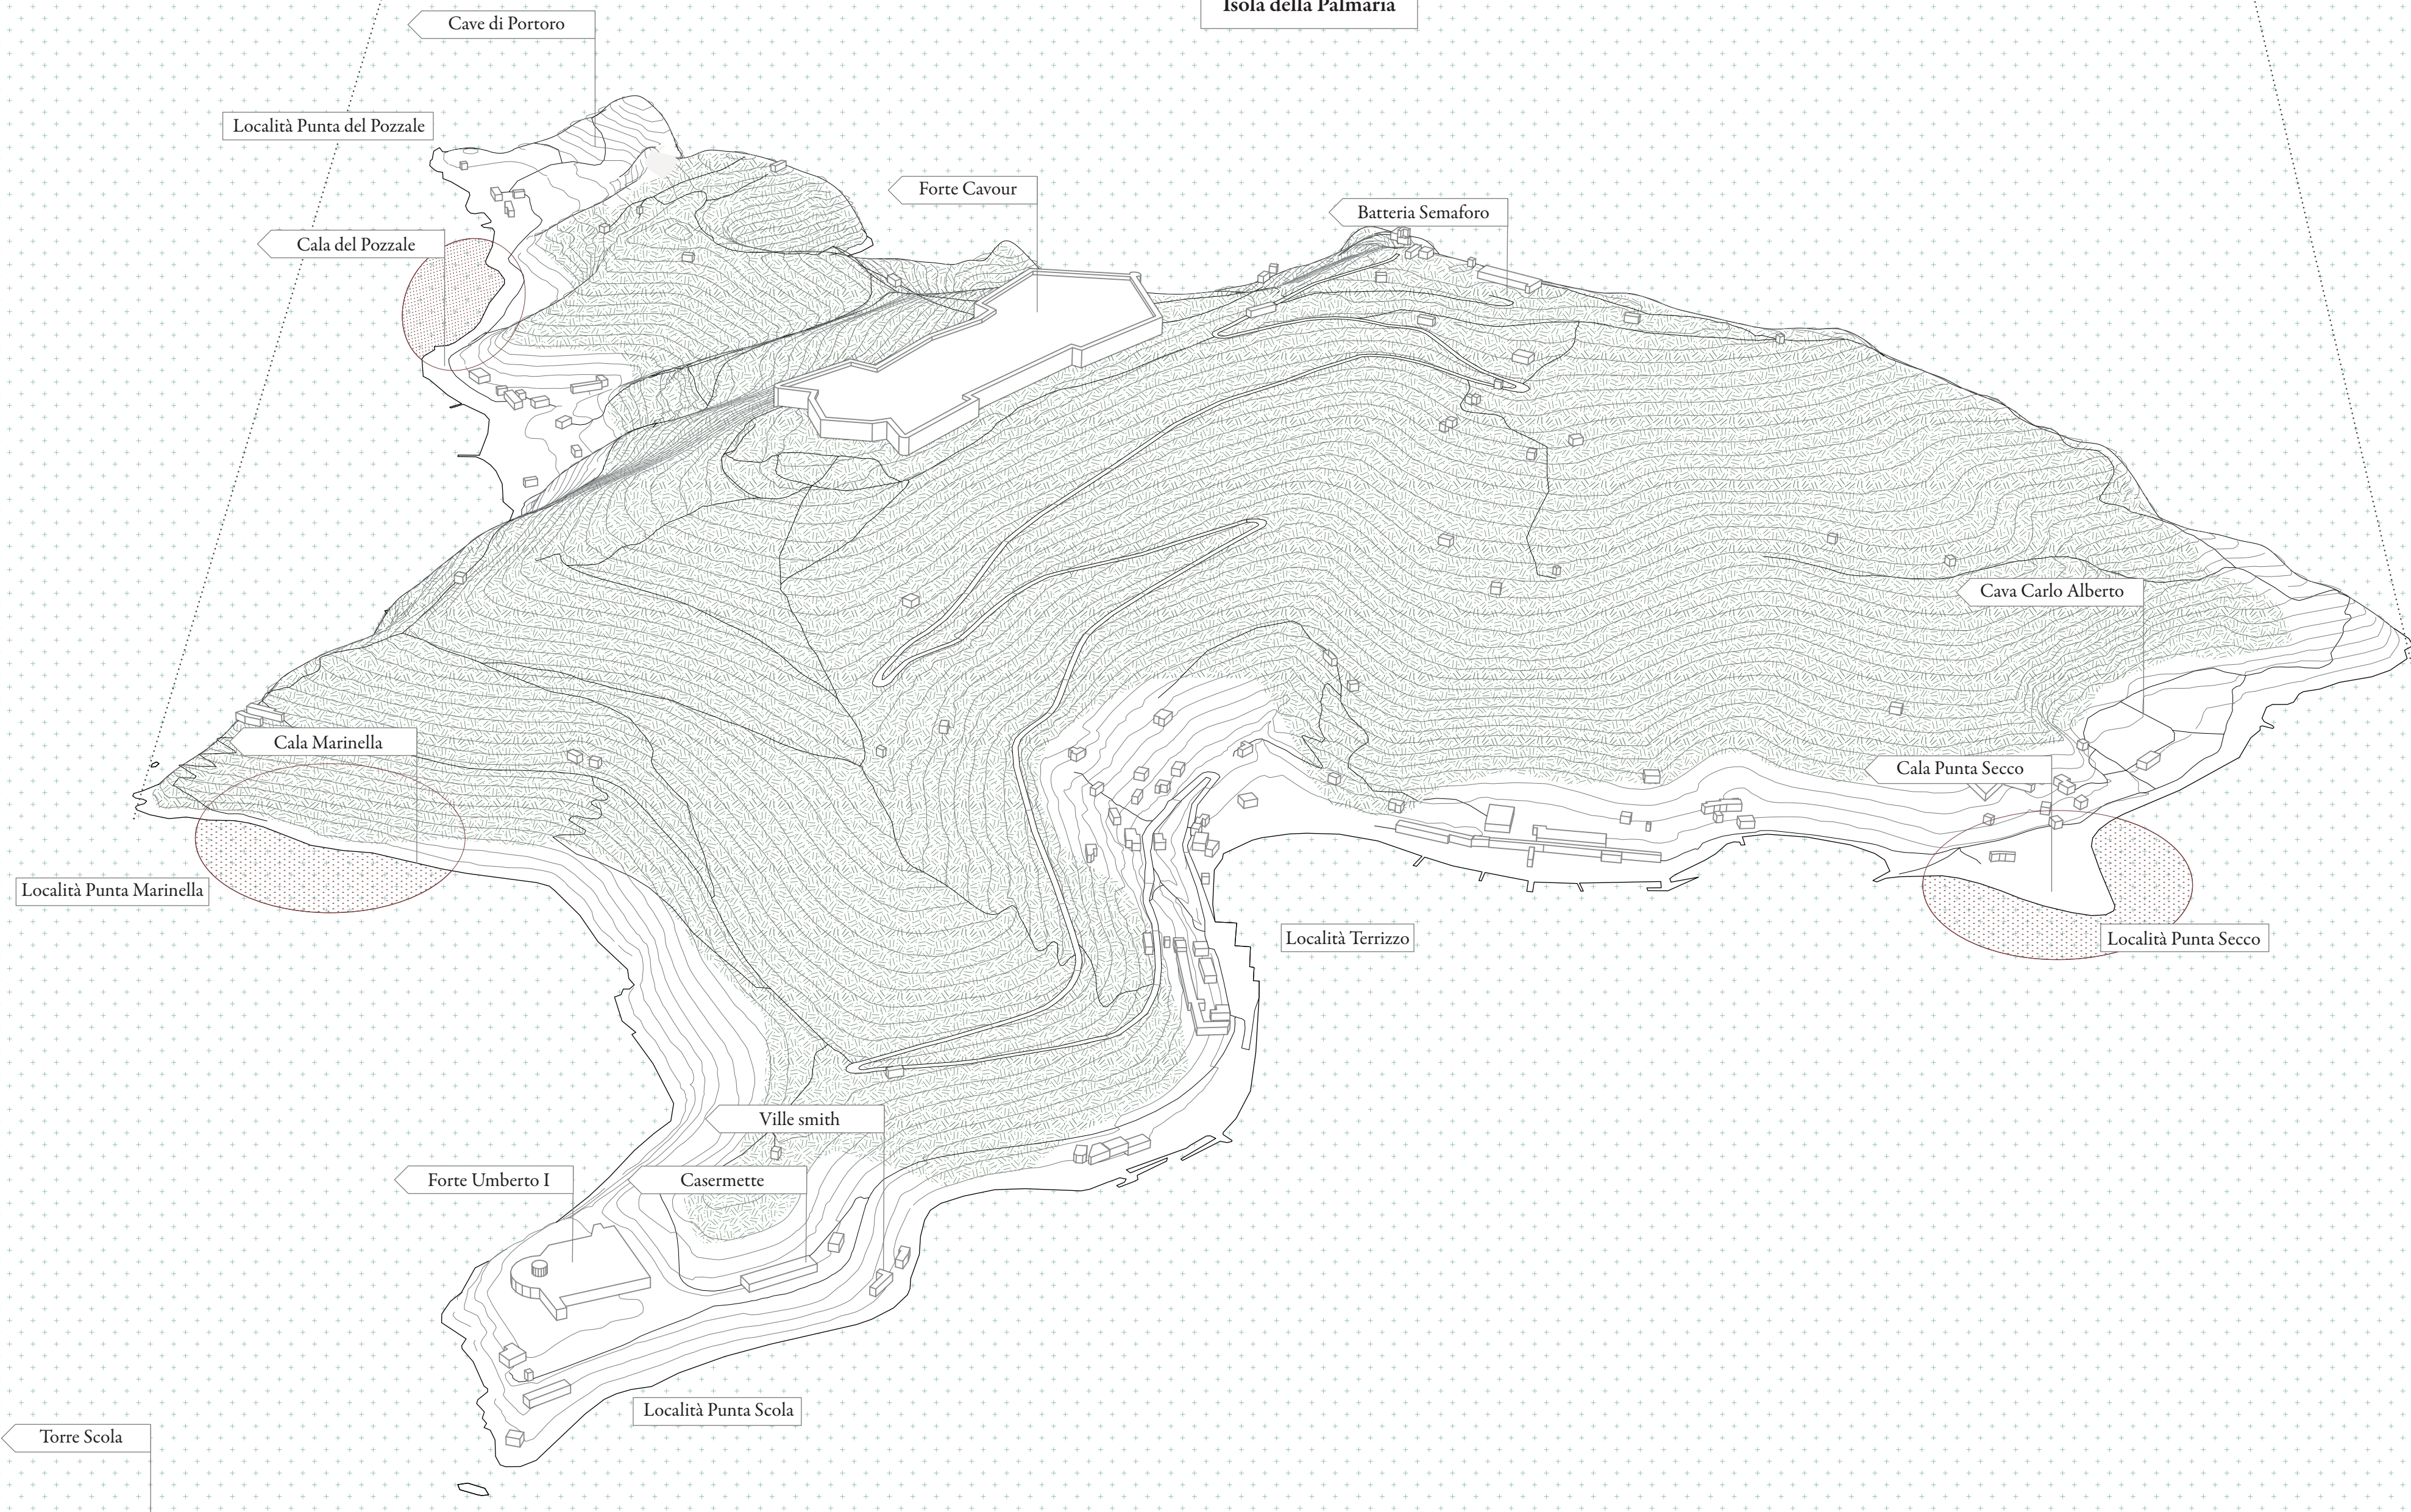 Isola della Palmaria
Cave di Portoro
Località Punta del Pozzale
Forte Cavour
Batteria Semaforo
Cala del Pozzale
Cava Carlo Alberto
Cala Marinella
Cala Punta Secco
Località Punta Marinella
Località Terrizzo
Località Punta Secco
Ville smith
Forte Umberto I
Casermette
Località Punta Scola
Torre Scola